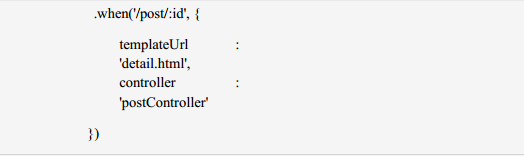 .when('/post/:id', {
templateUrl :
'detail.html',
controller :
'postController'
})